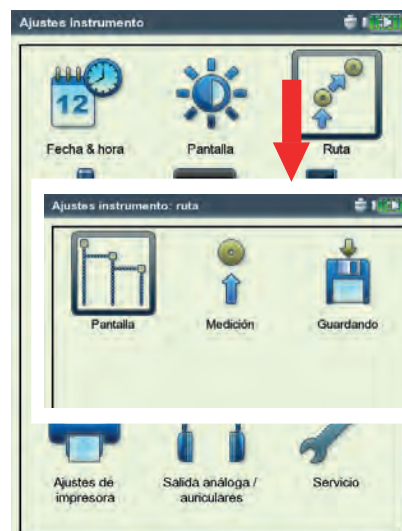 Ajustes Instrumento
12
Fecha & hora
Pantalla
Ruta
Ajustes instrumento: ruta
Pantalla
Medición
Guardando
Ajustes de
impresora
Salida análoga /
auriculares
Servicio